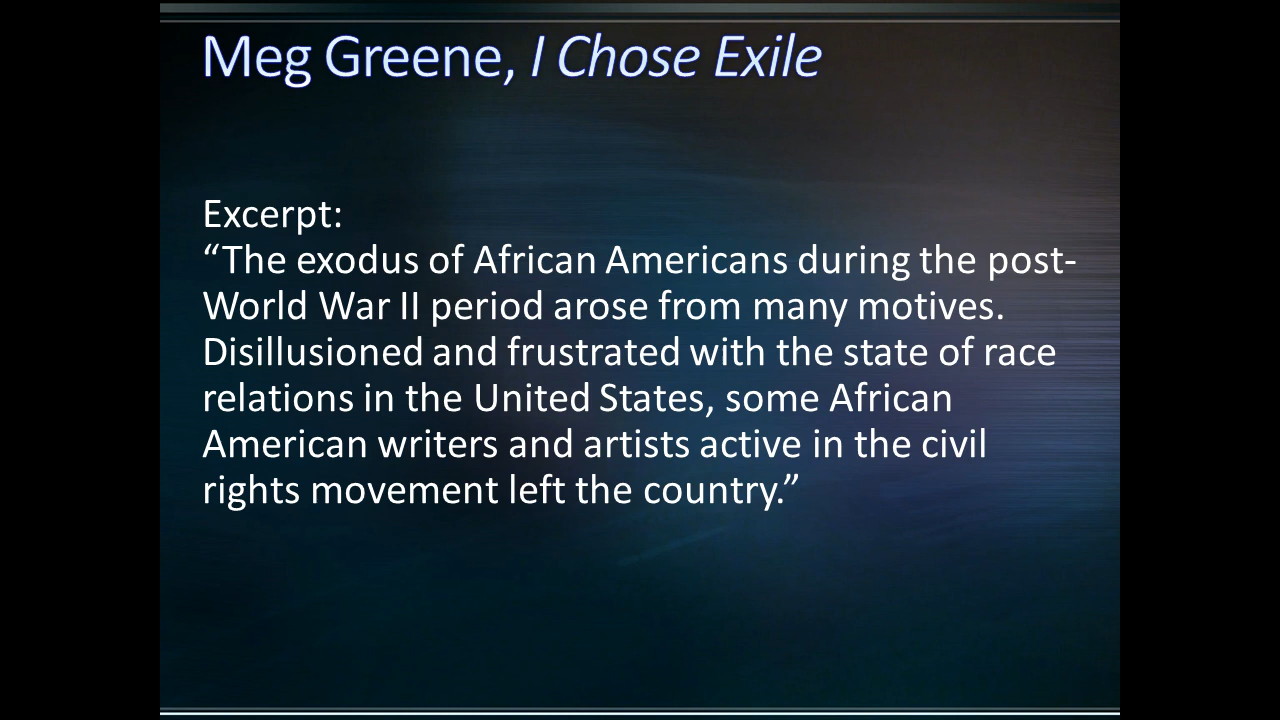 Meg Greene, I Chose Exile
Excerpt:
“The exodus of African Americans during the post-
World War II period arose from many motives.
Disillusioned and frustrated with the state of race
relations in the United States, some African
American writers and artists active in the civil
rights movement left the country.”